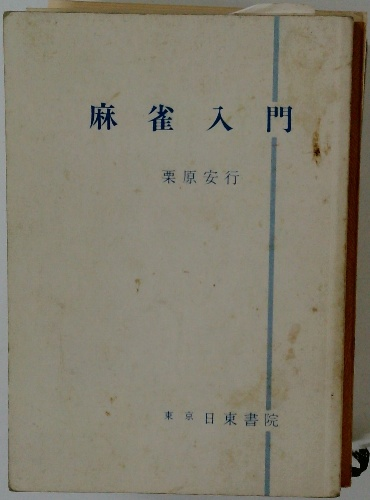 麻雀入門
栗原安行
東京 日東書院